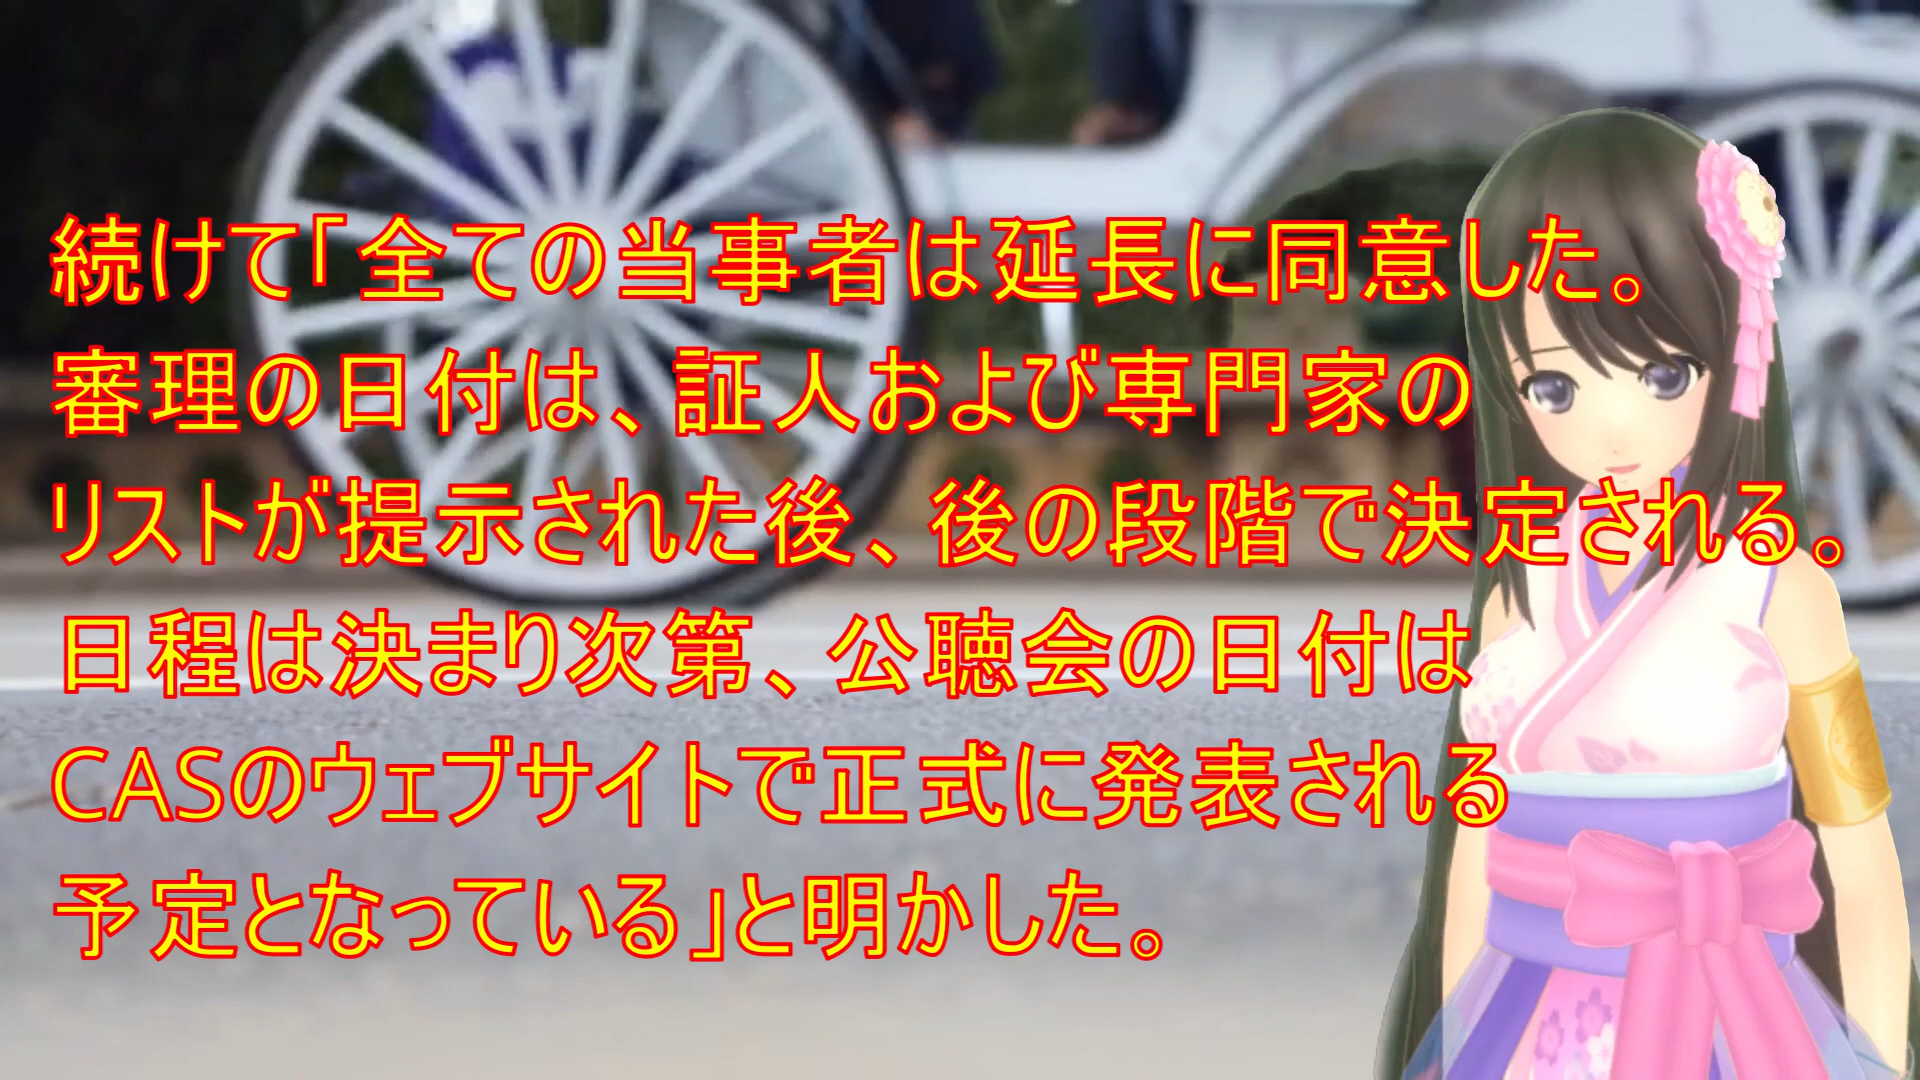 続けて「全ての当事者は延長に同意した。
審理の日付は、証人および専門家の
リストが提示された後、後の段階で決定される。
日程は決まり次第、公聴会の日付は
CASのウェブサイトで正式に発表される
予定となっている」と明かした。